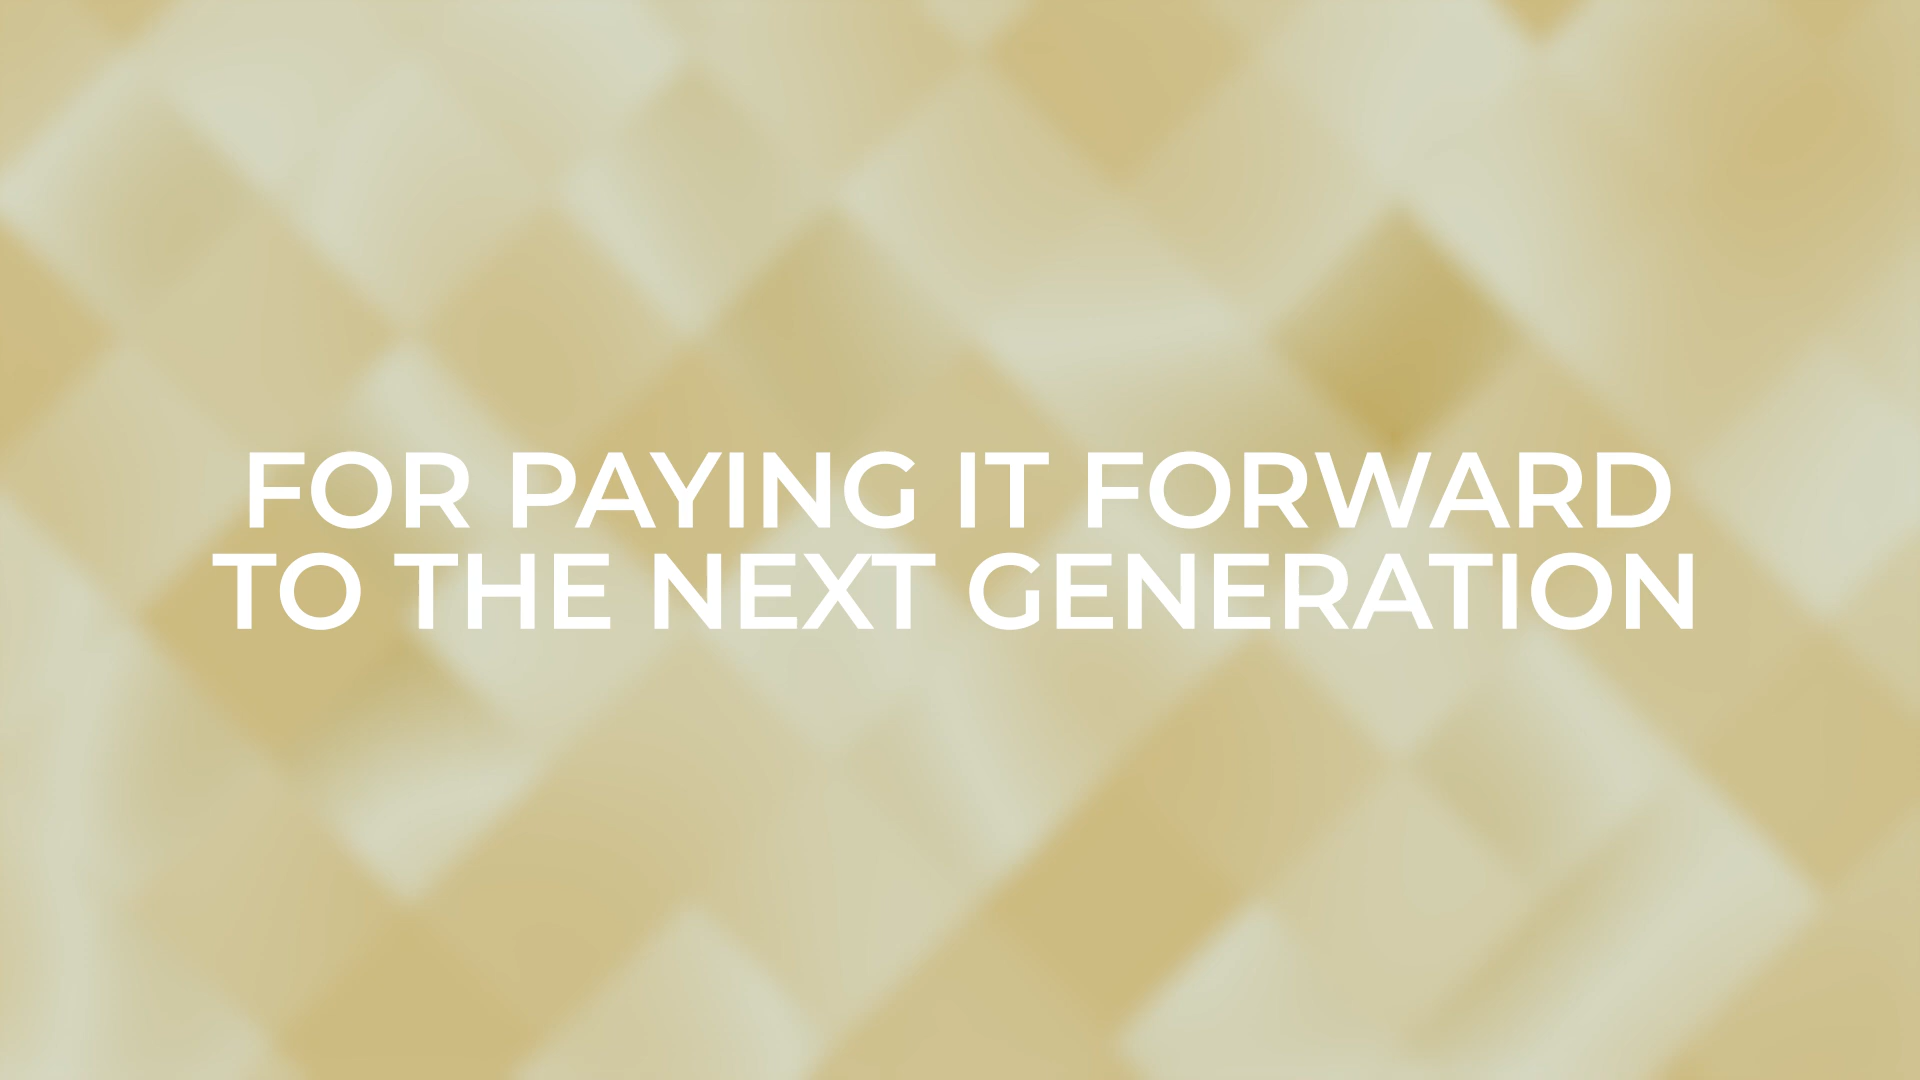 FOR PAYING IT FORWARD
TO THE NEXT GENERATION